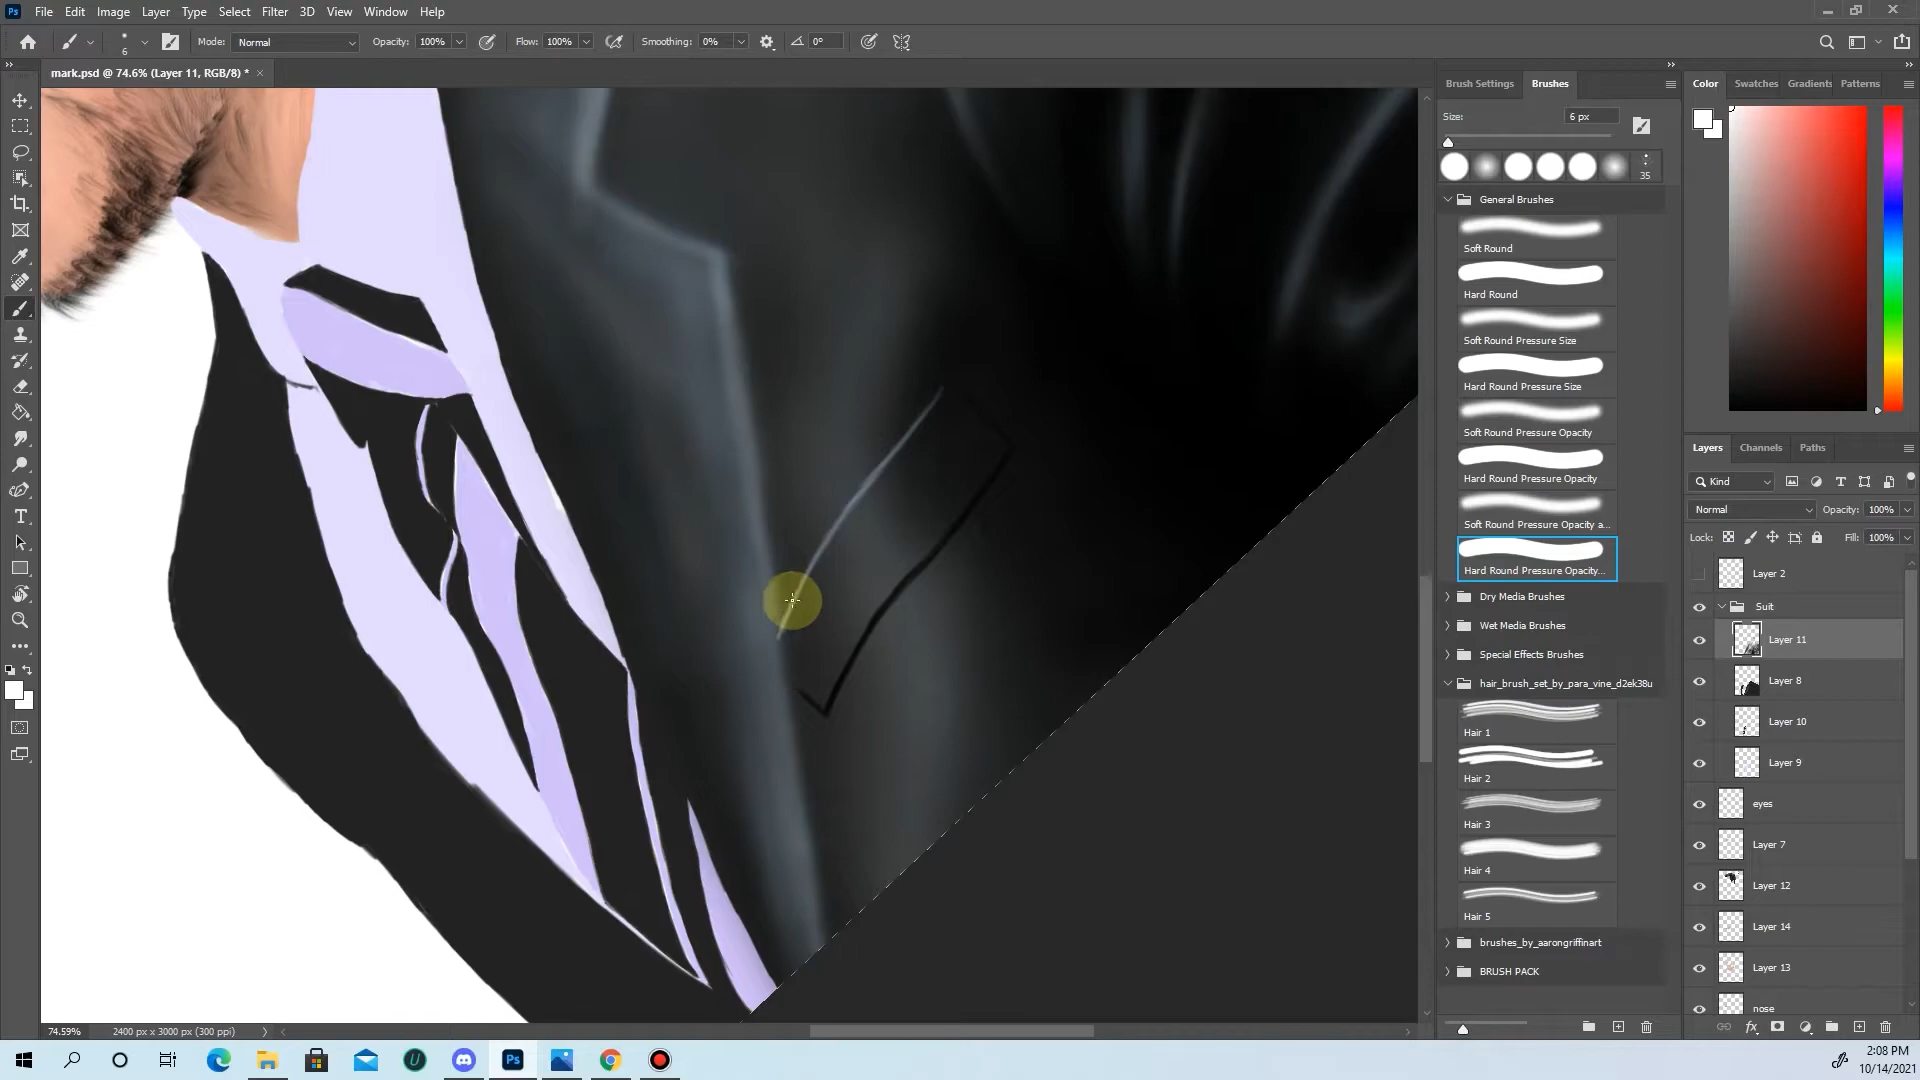 Ps File Edit Image Layer Type Select Filter 3D View Window Help
6 Mode: Normal Opacity: 100% Flow: 100% Smoothing: 0% 0°
mark.psd @ 74.6% (Layer 11, RGB/8) * ×
Brush Settings Brushes
Size: 6 px
35
General Brushes
Soft Round
Hard Round
Soft Round Pressure Size
Hard Round Pressure Size
Soft Round Pressure Opacity
Hard Round Pressure Opacity
Soft Round Pressure Opacity a...
Hard Round Pressure Opacity...
Dry Media Brushes
Wet Media Brushes
Special Effects Brushes
hair_brush_set_by_para_vine_d2ek38u
Hair 1
Hair 2
Hair 3
Hair 4
Hair 5
brushes_by_aarongriffinart
BRUSH PACK
Color Swatches Gradients Patterns
Layers Channels Paths
Kind
Normal Opacity: 100%
Lock: Fill: 100%
Layer 2
Suit
Layer 11
Layer 8
Layer 10
Layer 9
eyes
Layer 7
Layer 12
Layer 14
Layer 13
nose
74.59% 2400 px x 3000 px (300 ppi)
Ps
2:08 PM
10/14/2021